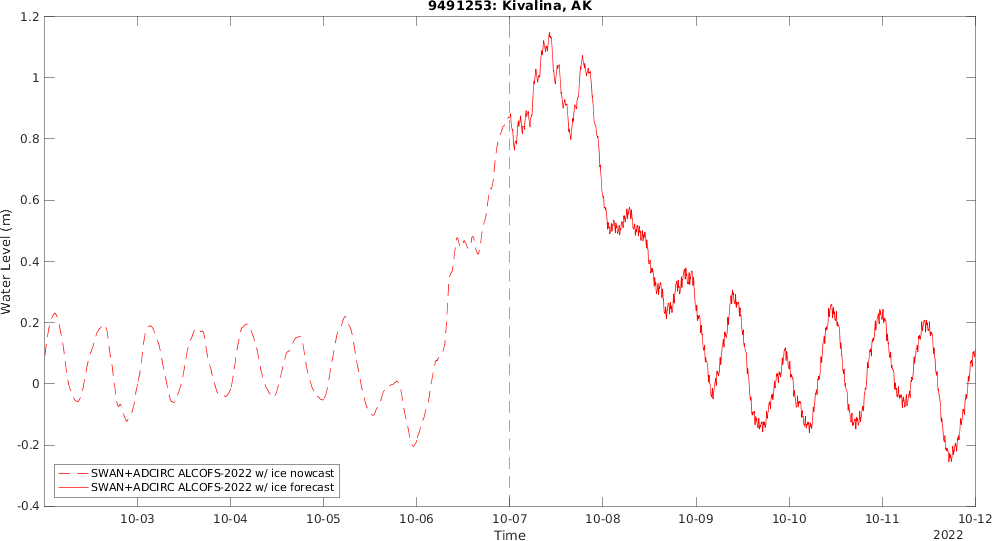 9491253: Kivalina, AK
1.2
1
0.8
0.6
0.4
0.2
0
-0.2
-0.4
Water Level (m)
SWAN+ADCIRC ALCOFS-2022 w/ ice nowcast
SWAN+ADCIRC ALCOFS-2022 w/ ice forecast
10-03 10-04 10-05 10-06 10-07 10-08 10-09 10-10 10-11 10-12
Time
2022